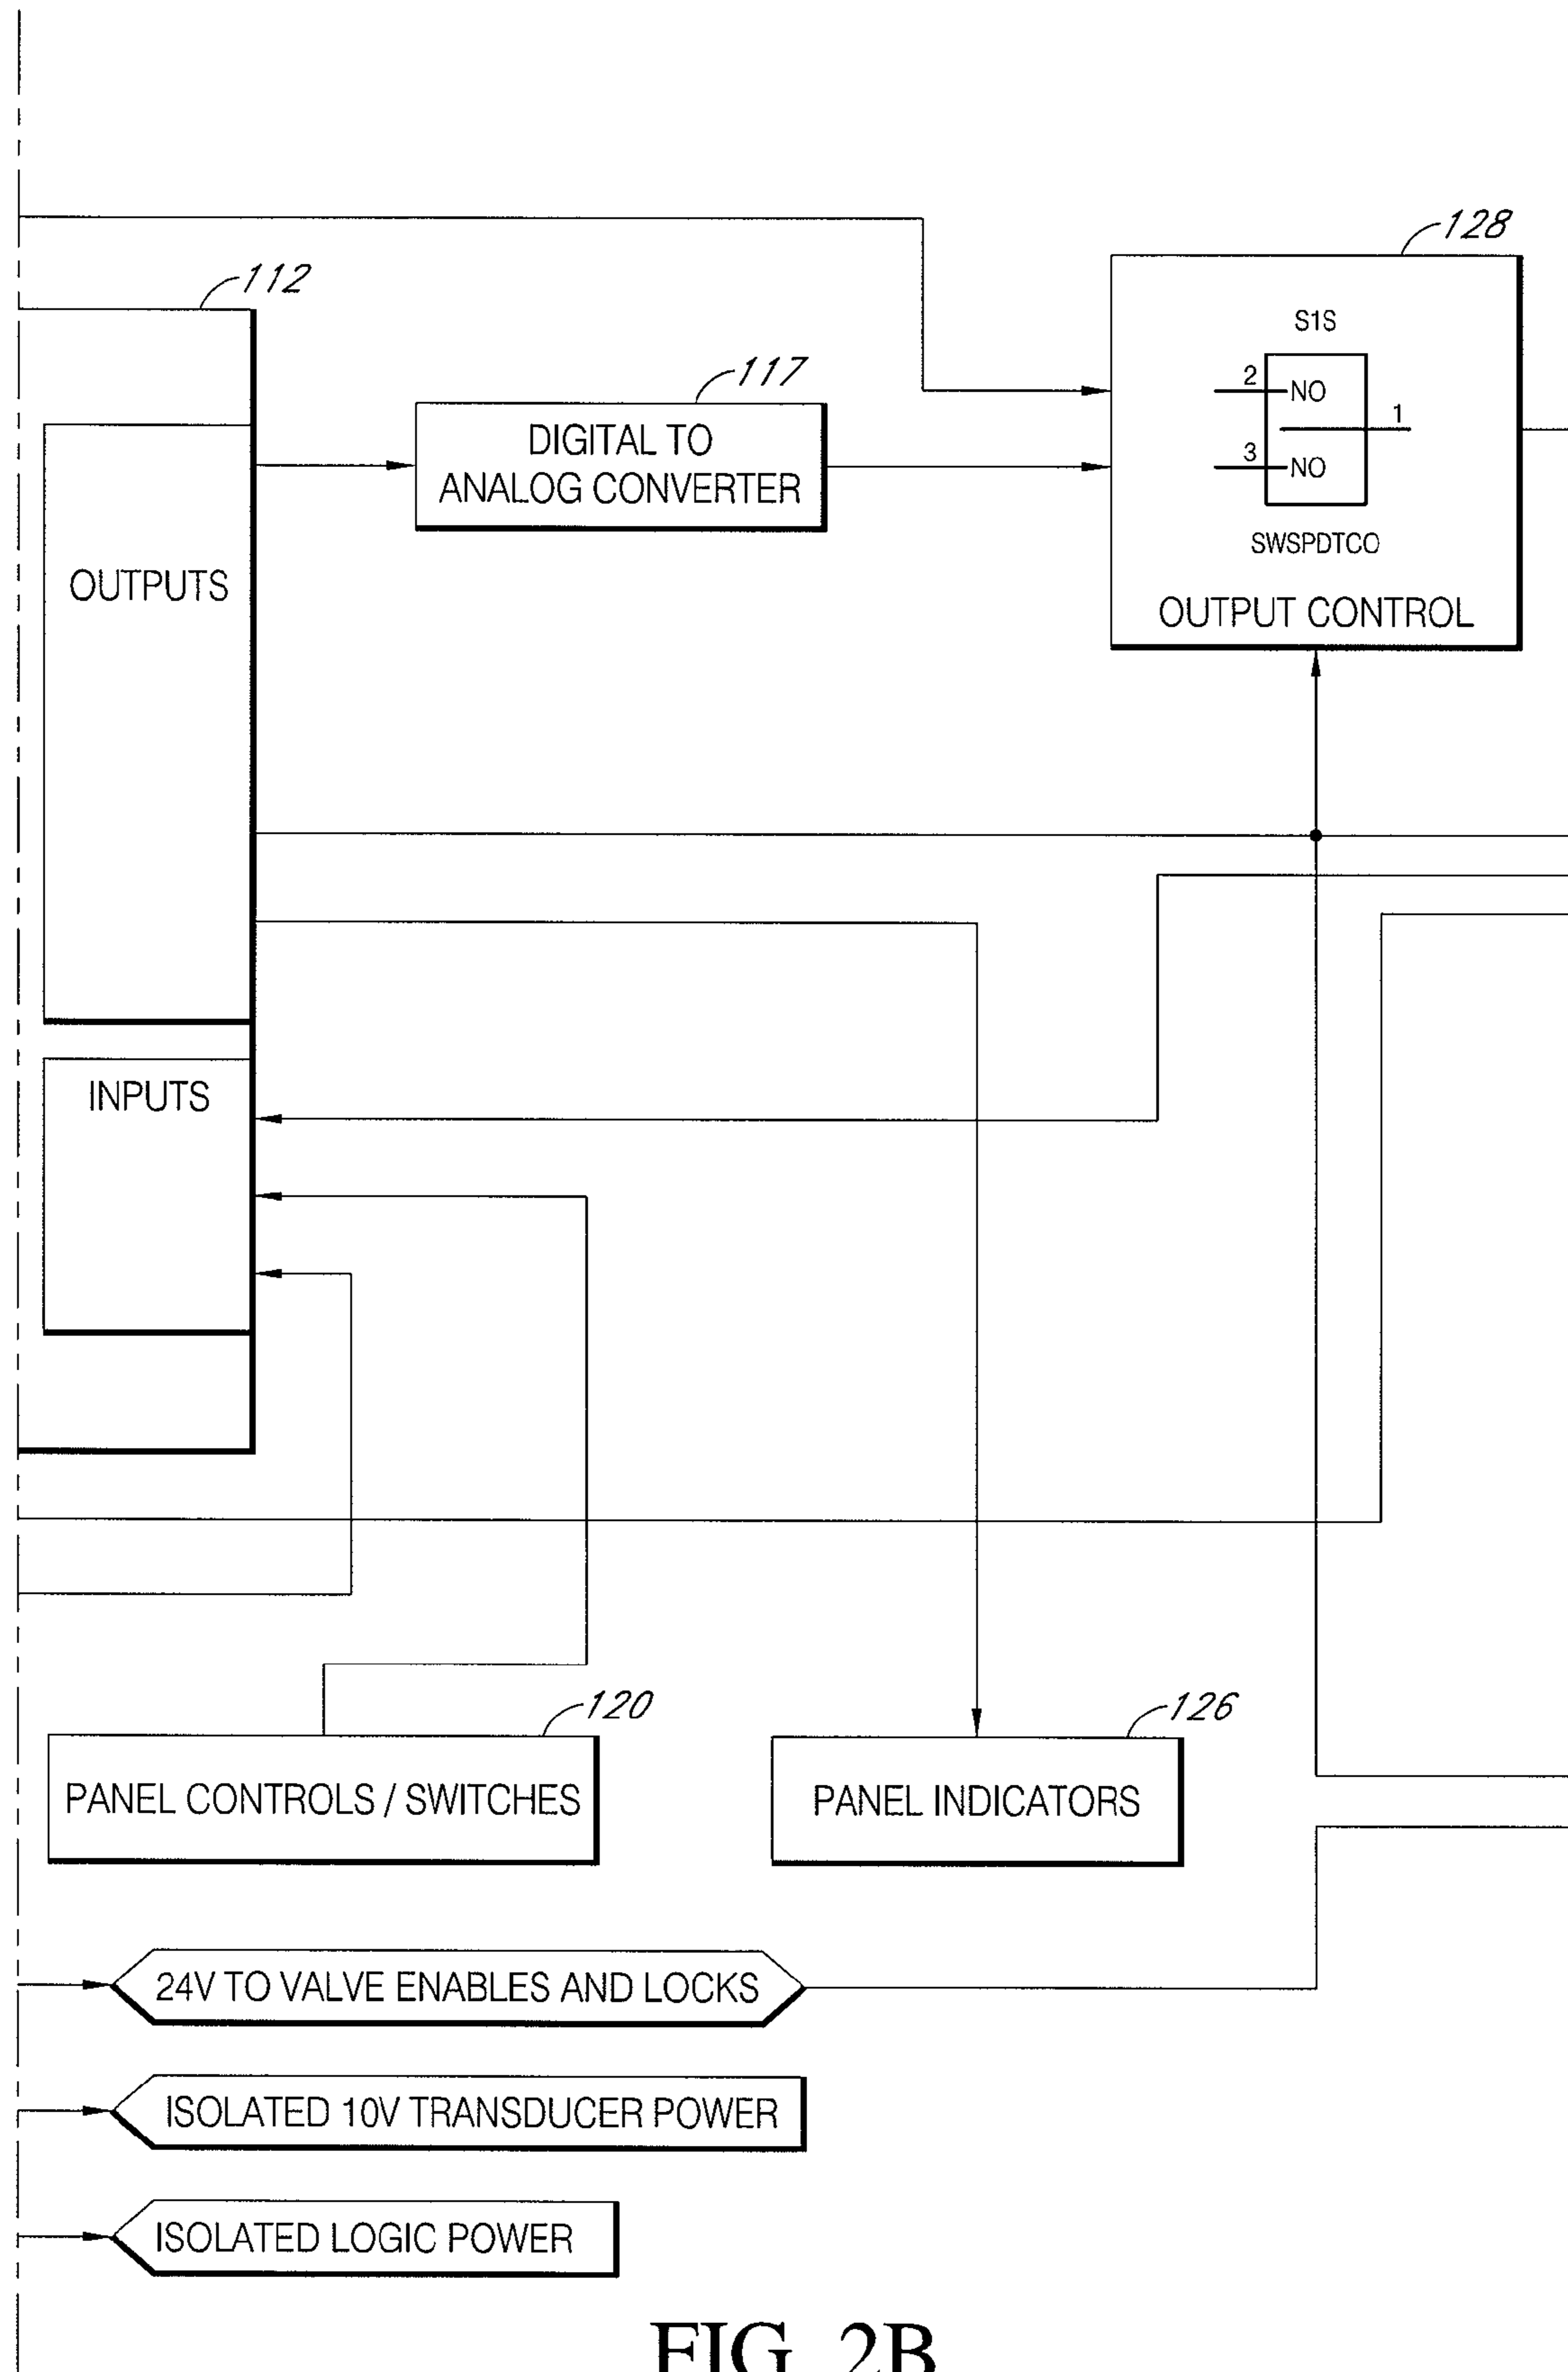 128
112
S1S
117
2
NO
1
DIGITAL TO
ANALOG CONVERTER
3
NO
SWSPDTCO
OUTPUTS
OUTPUT CONTROL
INPUTS
120
126
PANEL CONTROLS / SWITCHES
PANEL INDICATORS
24V TO VALVE ENABLES AND LOCKS
ISOLATED 10V TRANSDUCER POWER
ISOLATED LOGIC POWER
FIG. 2B